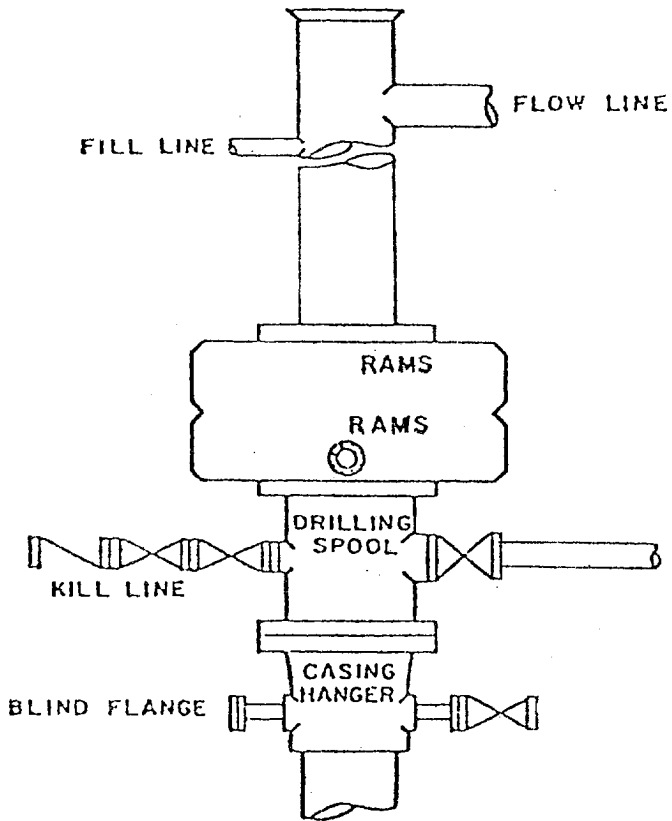 FLOW LINE
FILL LINE
RAMS
RAMS
DRILLING
SPOOL
KILL LINE
CASING
HANGER
BLIND FLANGE